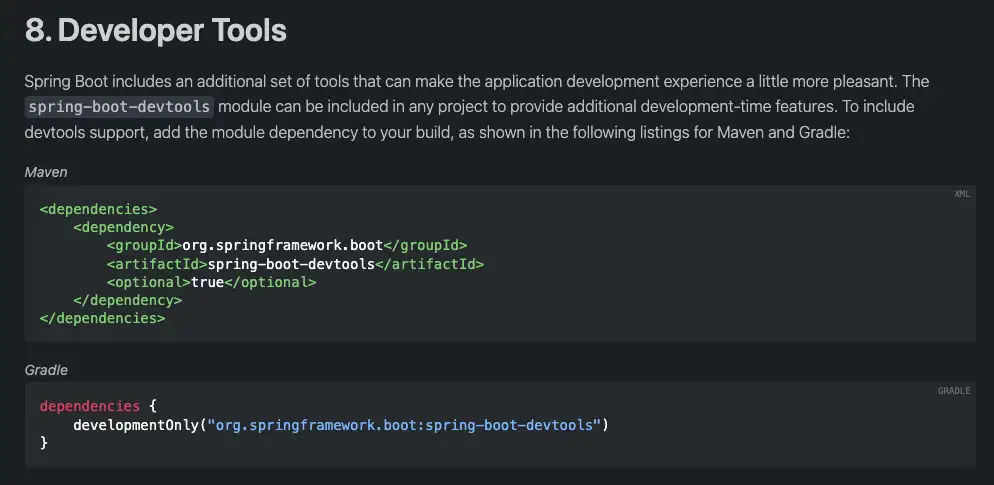 8. Developer Tools
Spring Boot includes an additional set of tools that can make the application development experience a little more pleasant. The
spring-boot-devtools module can be included in any project to provide additional development-time features. To include
devtools support, add the module dependency to your build, as shown in the following listings for Maven and Gradle:
Maven
XML
<dependencies>
    <dependency>
        <groupId>org.springframework.boot</groupId>
        <artifactId>spring-boot-devtools</artifactId>
        <optional>true</optional>
    </dependency>
</dependencies>
Gradle
GRADLE
dependencies {
    developmentOnly("org.springframework.boot:spring-boot-devtools")
}